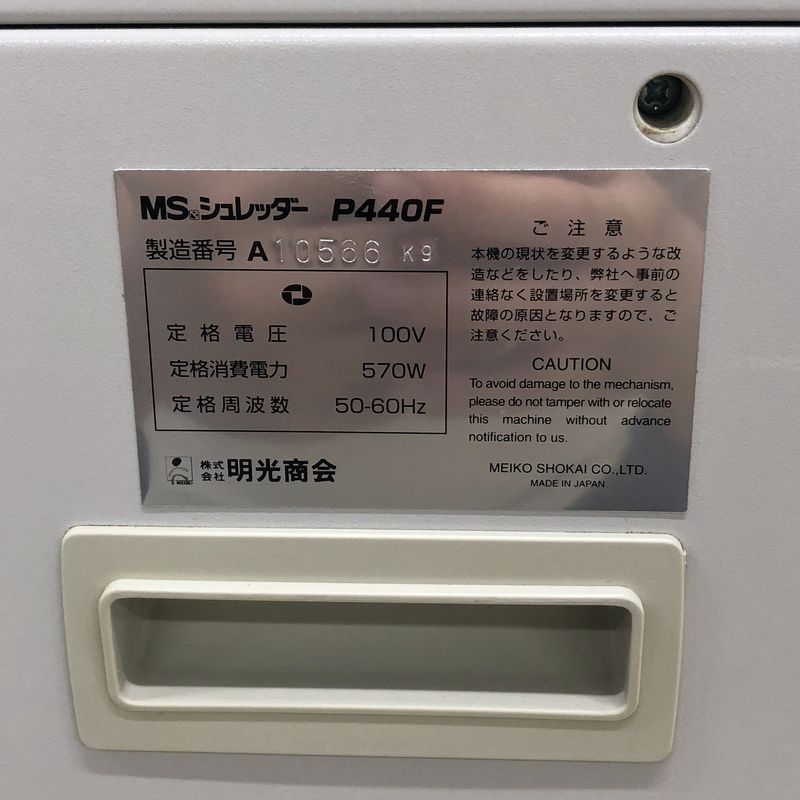 MSシュレッダー P440F
製造番号 A10566 K9
定格電圧 100V
定格消費電力 570W
定格周波数 50-60Hz
株式会社 明光商会
ご注意
本機の現状を変更するような改
造などをしたり、弊社へ事前の
連絡なく設置場所を変更すると
故障の原因となりますので、ご
注意ください。
CAUTION
To avoid damage to the mechanism,
please do not tamper with or relocate
this machine without advance
notification to us.
MEIKO SHOKAI CO.,LTD.
MADE IN JAPAN